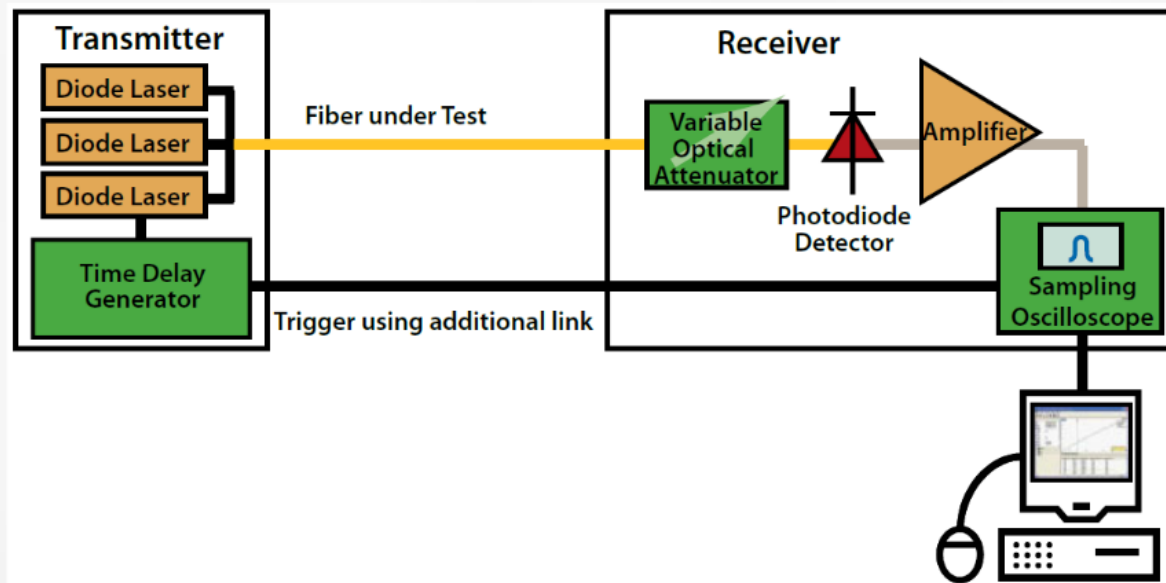 Transmitter
Diode Laser
Diode Laser
Diode Laser
Time Delay
Generator
Fiber under Test
Trigger using additional link
Receiver
Variable
Optical
Attenuator
Photodiode
Detector
Amplifier
Sampling
Oscilloscope